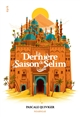 La
Dernière
Saison de Selim
PASCALE QUIVIGER